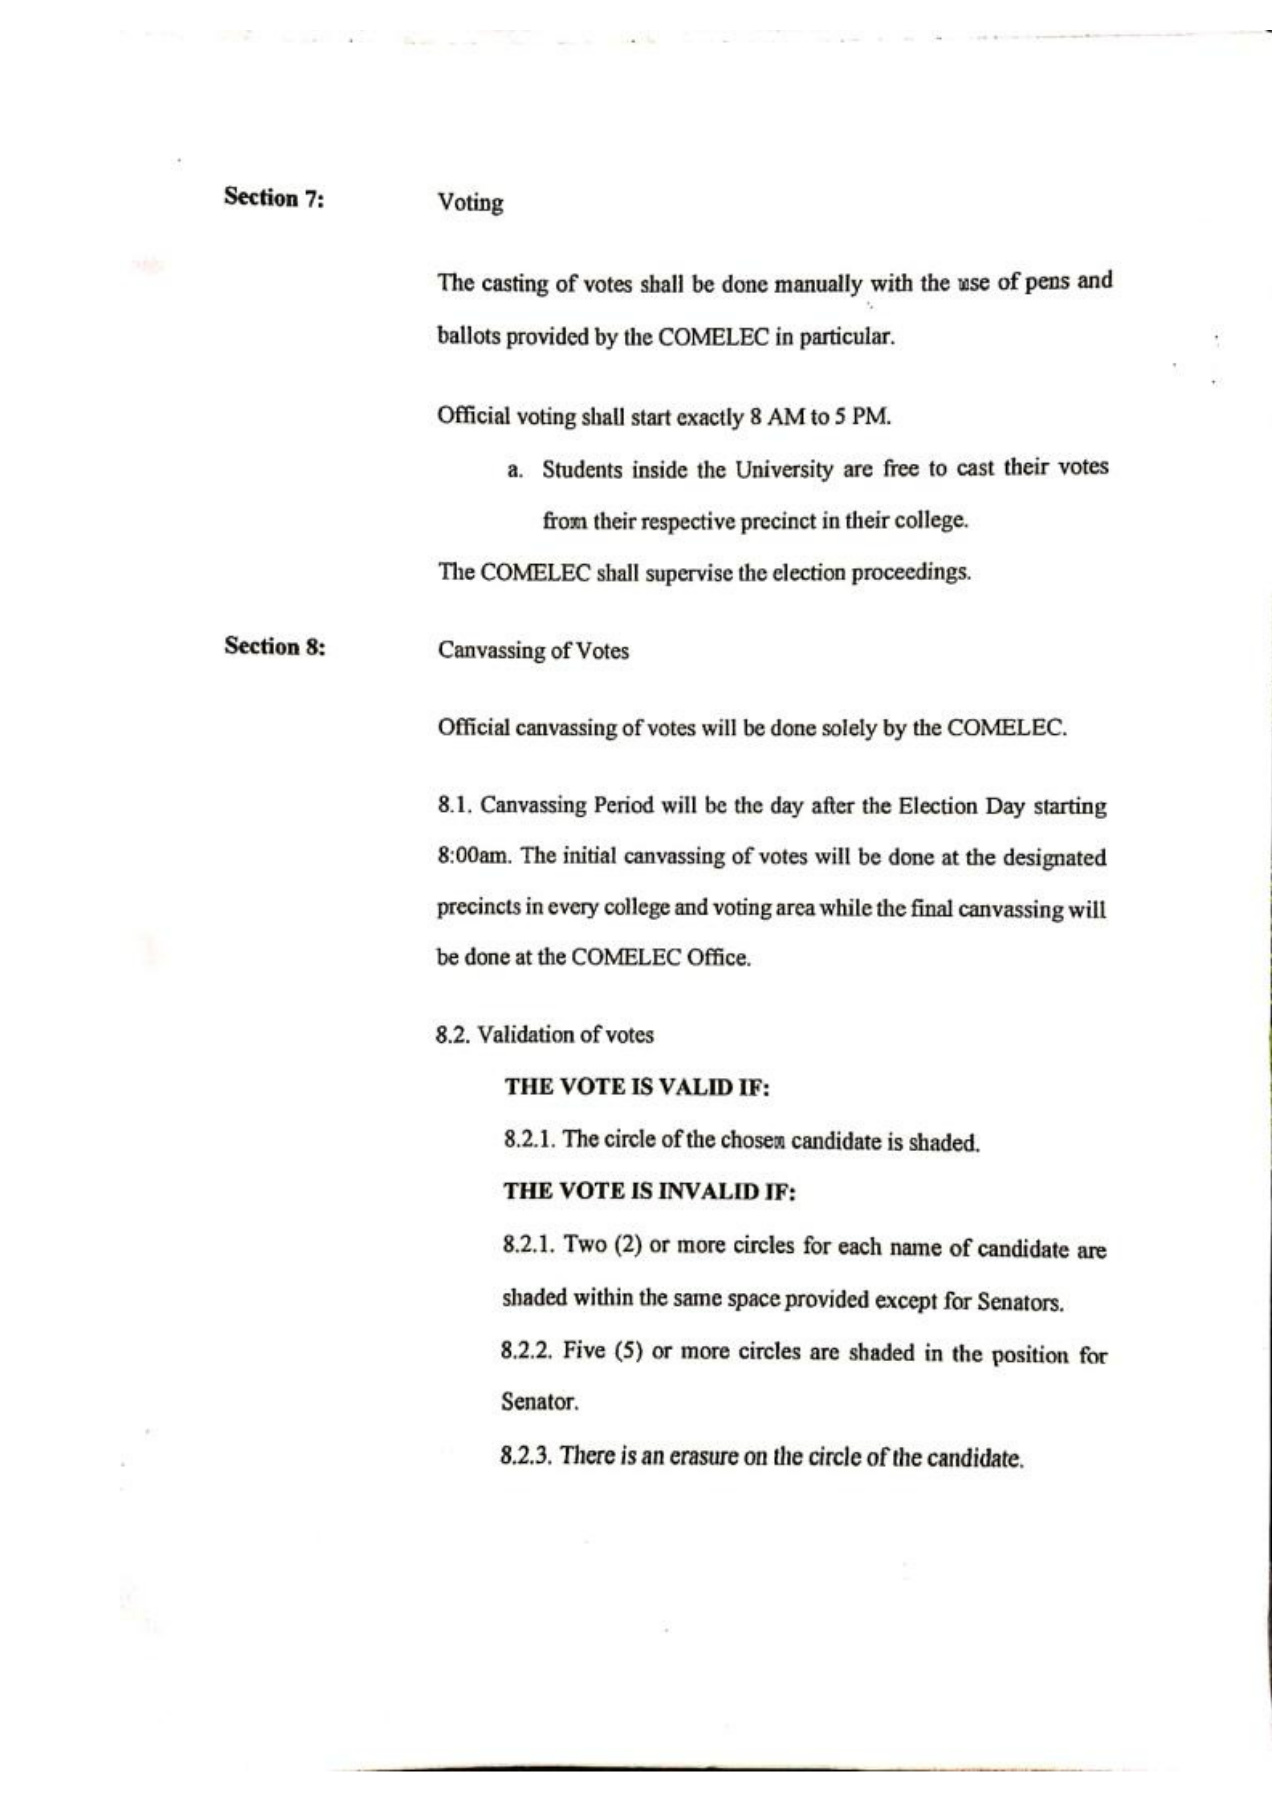 Section 7: Voting
The casting of votes shall be done manually with the use of pens and
ballots provided by the COMELEC in particular.
Official voting shall start exactly 8 AM to 5 PM.
a. Students inside the University are free to cast their votes
from their respective precinct in their college.
The COMELEC shall supervise the election proceedings.
Section 8: Canvassing of Votes
Official canvassing of votes will be done solely by the COMELEC.
8.1. Canvassing Period will be the day after the Election Day starting
8:00am. The initial canvassing of votes will be done at the designated
precincts in every college and voting area while the final canvassing will
be done at the COMELEC Office.
8.2. Validation of votes
THE VOTE IS VALID IF:
8.2.1. The circle of the chosen candidate is shaded.
THE VOTE IS INVALID IF:
8.2.1. Two (2) or more circles for each name of candidate are
shaded within the same space provided except for Senators.
8.2.2. Five (5) or more circles are shaded in the position for
Senator.
8.2.3. There is an erasure on the circle of the candidate.